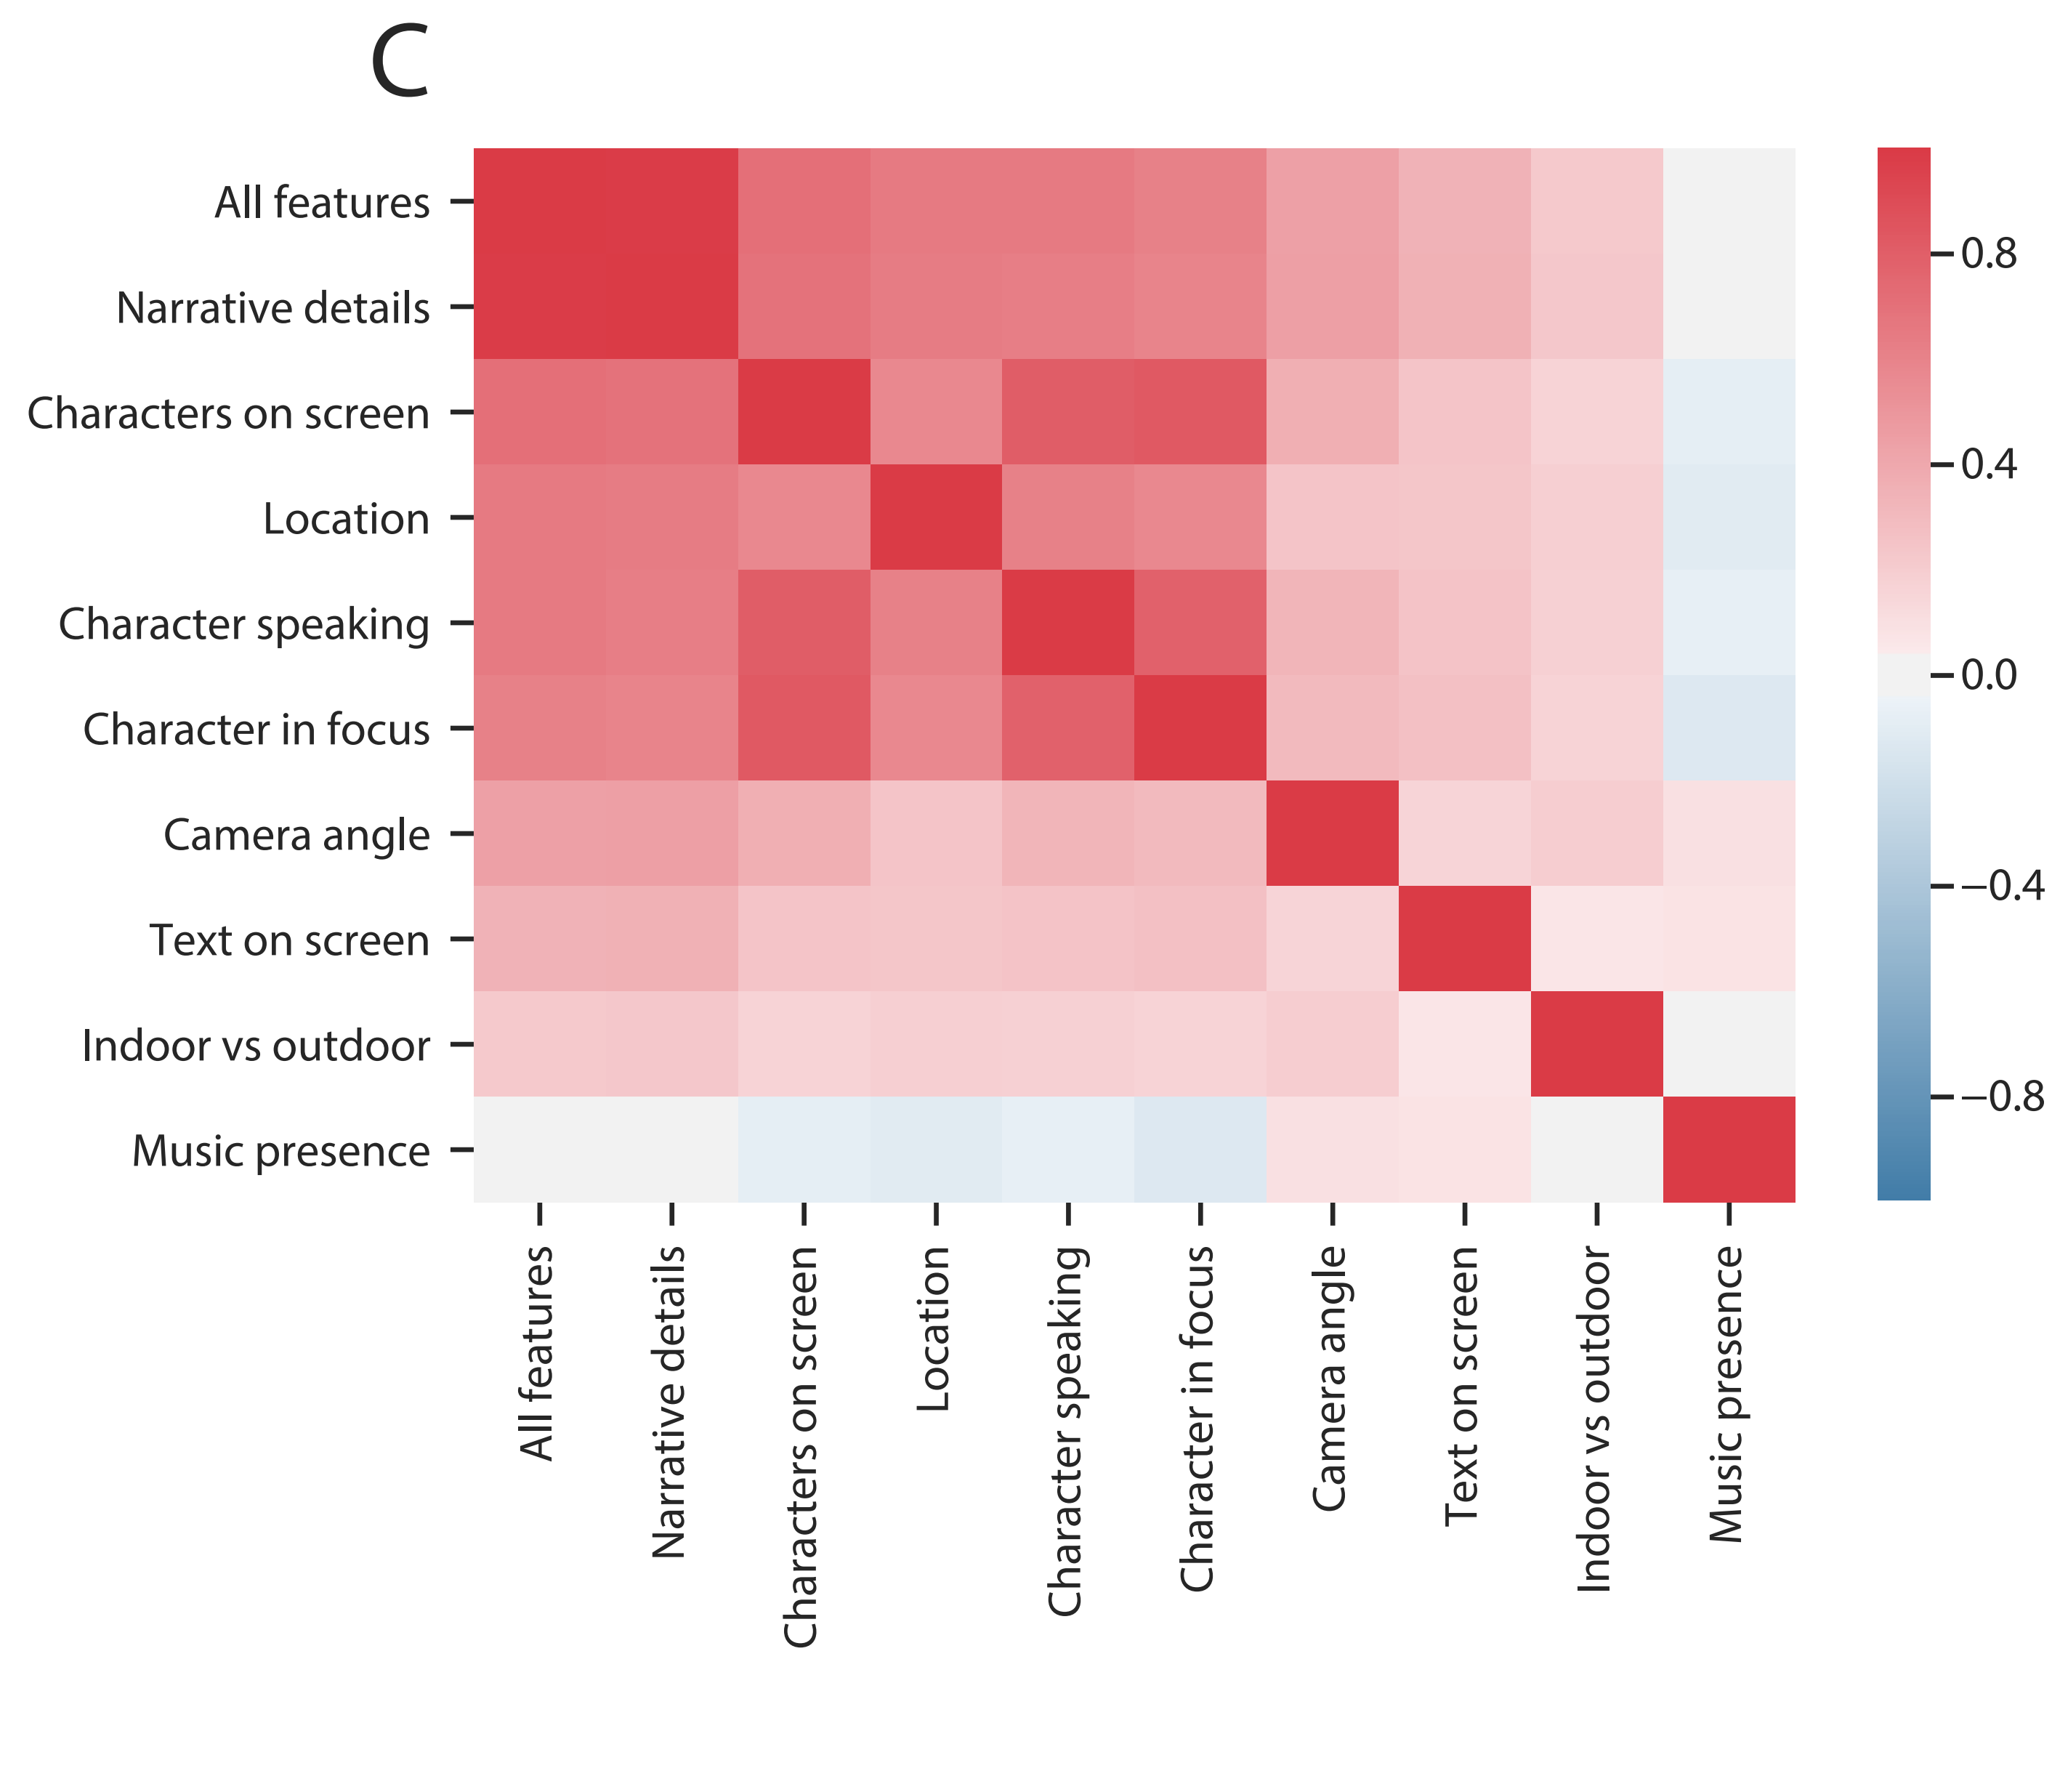 C
All features
Narrative details
Characters on screen
Location
Character speaking
Character in focus
Camera angle
Text on screen
Indoor vs outdoor
Music presence
All features
Narrative details
Characters on screen
Location
Character speaking
Character in focus
Camera angle
Text on screen
Indoor vs outdoor
Music presence
0.8
0.4
0.0
−0.4
−0.8